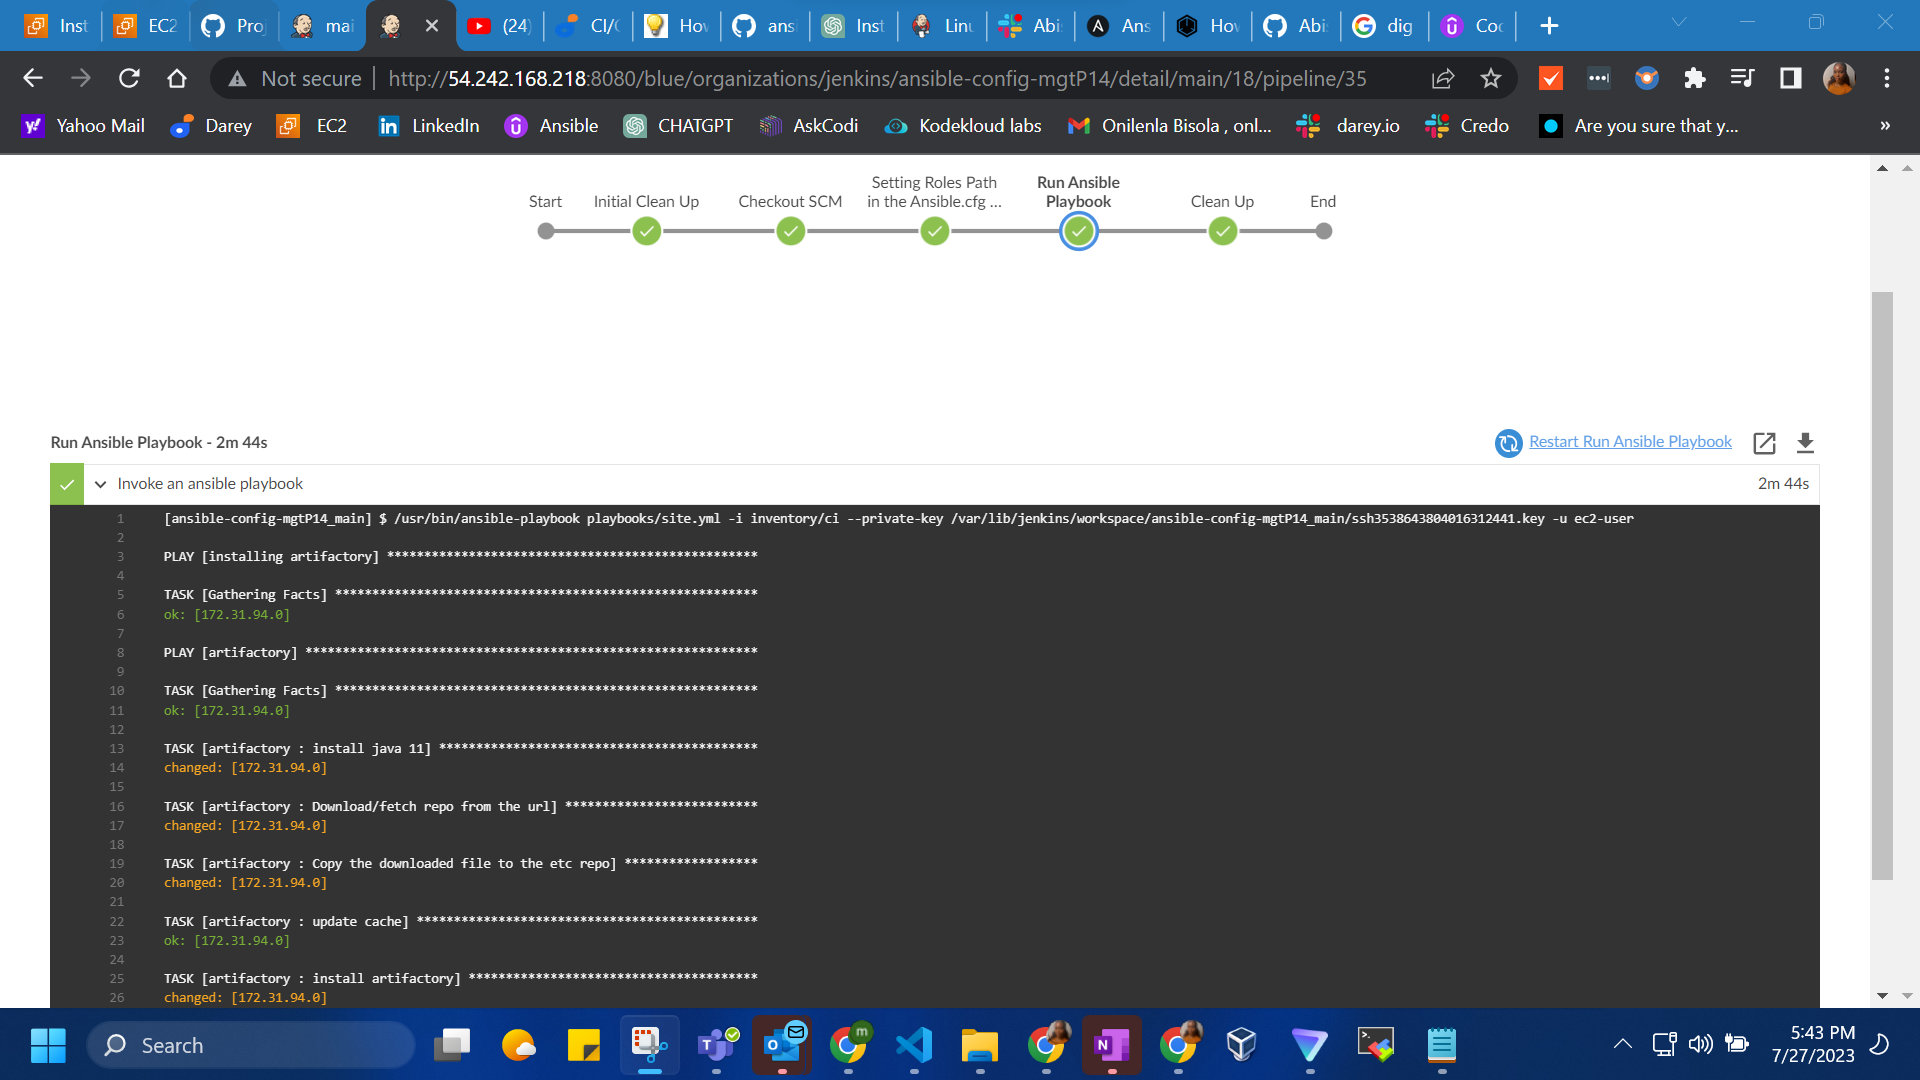 Inst
EC2
Proj
mai
(24)
CI/C
How
ans
Inst
Linu
Abi
Ans
How
Abi
dig
Coc
Not secure
http://54.242.168.218:8080/blue/organizations/jenkins/ansible-config-mgtP14/detail/main/18/pipeline/35
Yahoo Mail
Darey
EC2
LinkedIn
Ansible
CHATGPT
AskCodi
Kodekloud labs
Onilenla Bisola , onl...
darey.io
Credo
Are you sure that y...
»
Start
Initial Clean Up
Checkout SCM
Setting Roles Path
in the Ansible.cfg ...
Run Ansible
Playbook
Clean Up
End
Run Ansible Playbook - 2m 44s
Restart Run Ansible Playbook
Invoke an ansible playbook
2m 44s
1 [ansible-config-mgtP14_main] $ /usr/bin/ansible-playbook playbooks/site.yml -i inventory/ci --private-key /var/lib/jenkins/workspace/ansible-config-mgtP14_main/ssh3538643804016312441.key -u ec2-user
2
3 PLAY [installing artifactory] **************************************************
4
5 TASK [Gathering Facts] *********************************************************
6 ok: [172.31.94.0]
7
8 PLAY [artifactory] *************************************************************
9
10 TASK [Gathering Facts] *********************************************************
11 ok: [172.31.94.0]
12
13 TASK [artifactory : install java 11] *******************************************
14 changed: [172.31.94.0]
15
16 TASK [artifactory : Download/fetch repo from the url] **************************
17 changed: [172.31.94.0]
18
19 TASK [artifactory : Copy the downloaded file to the etc repo] ******************
20 changed: [172.31.94.0]
21
22 TASK [artifactory : update cache] **********************************************
23 ok: [172.31.94.0]
24
25 TASK [artifactory : install artifactory] ***************************************
26 changed: [172.31.94.0]
Search
5:43 PM
7/27/2023